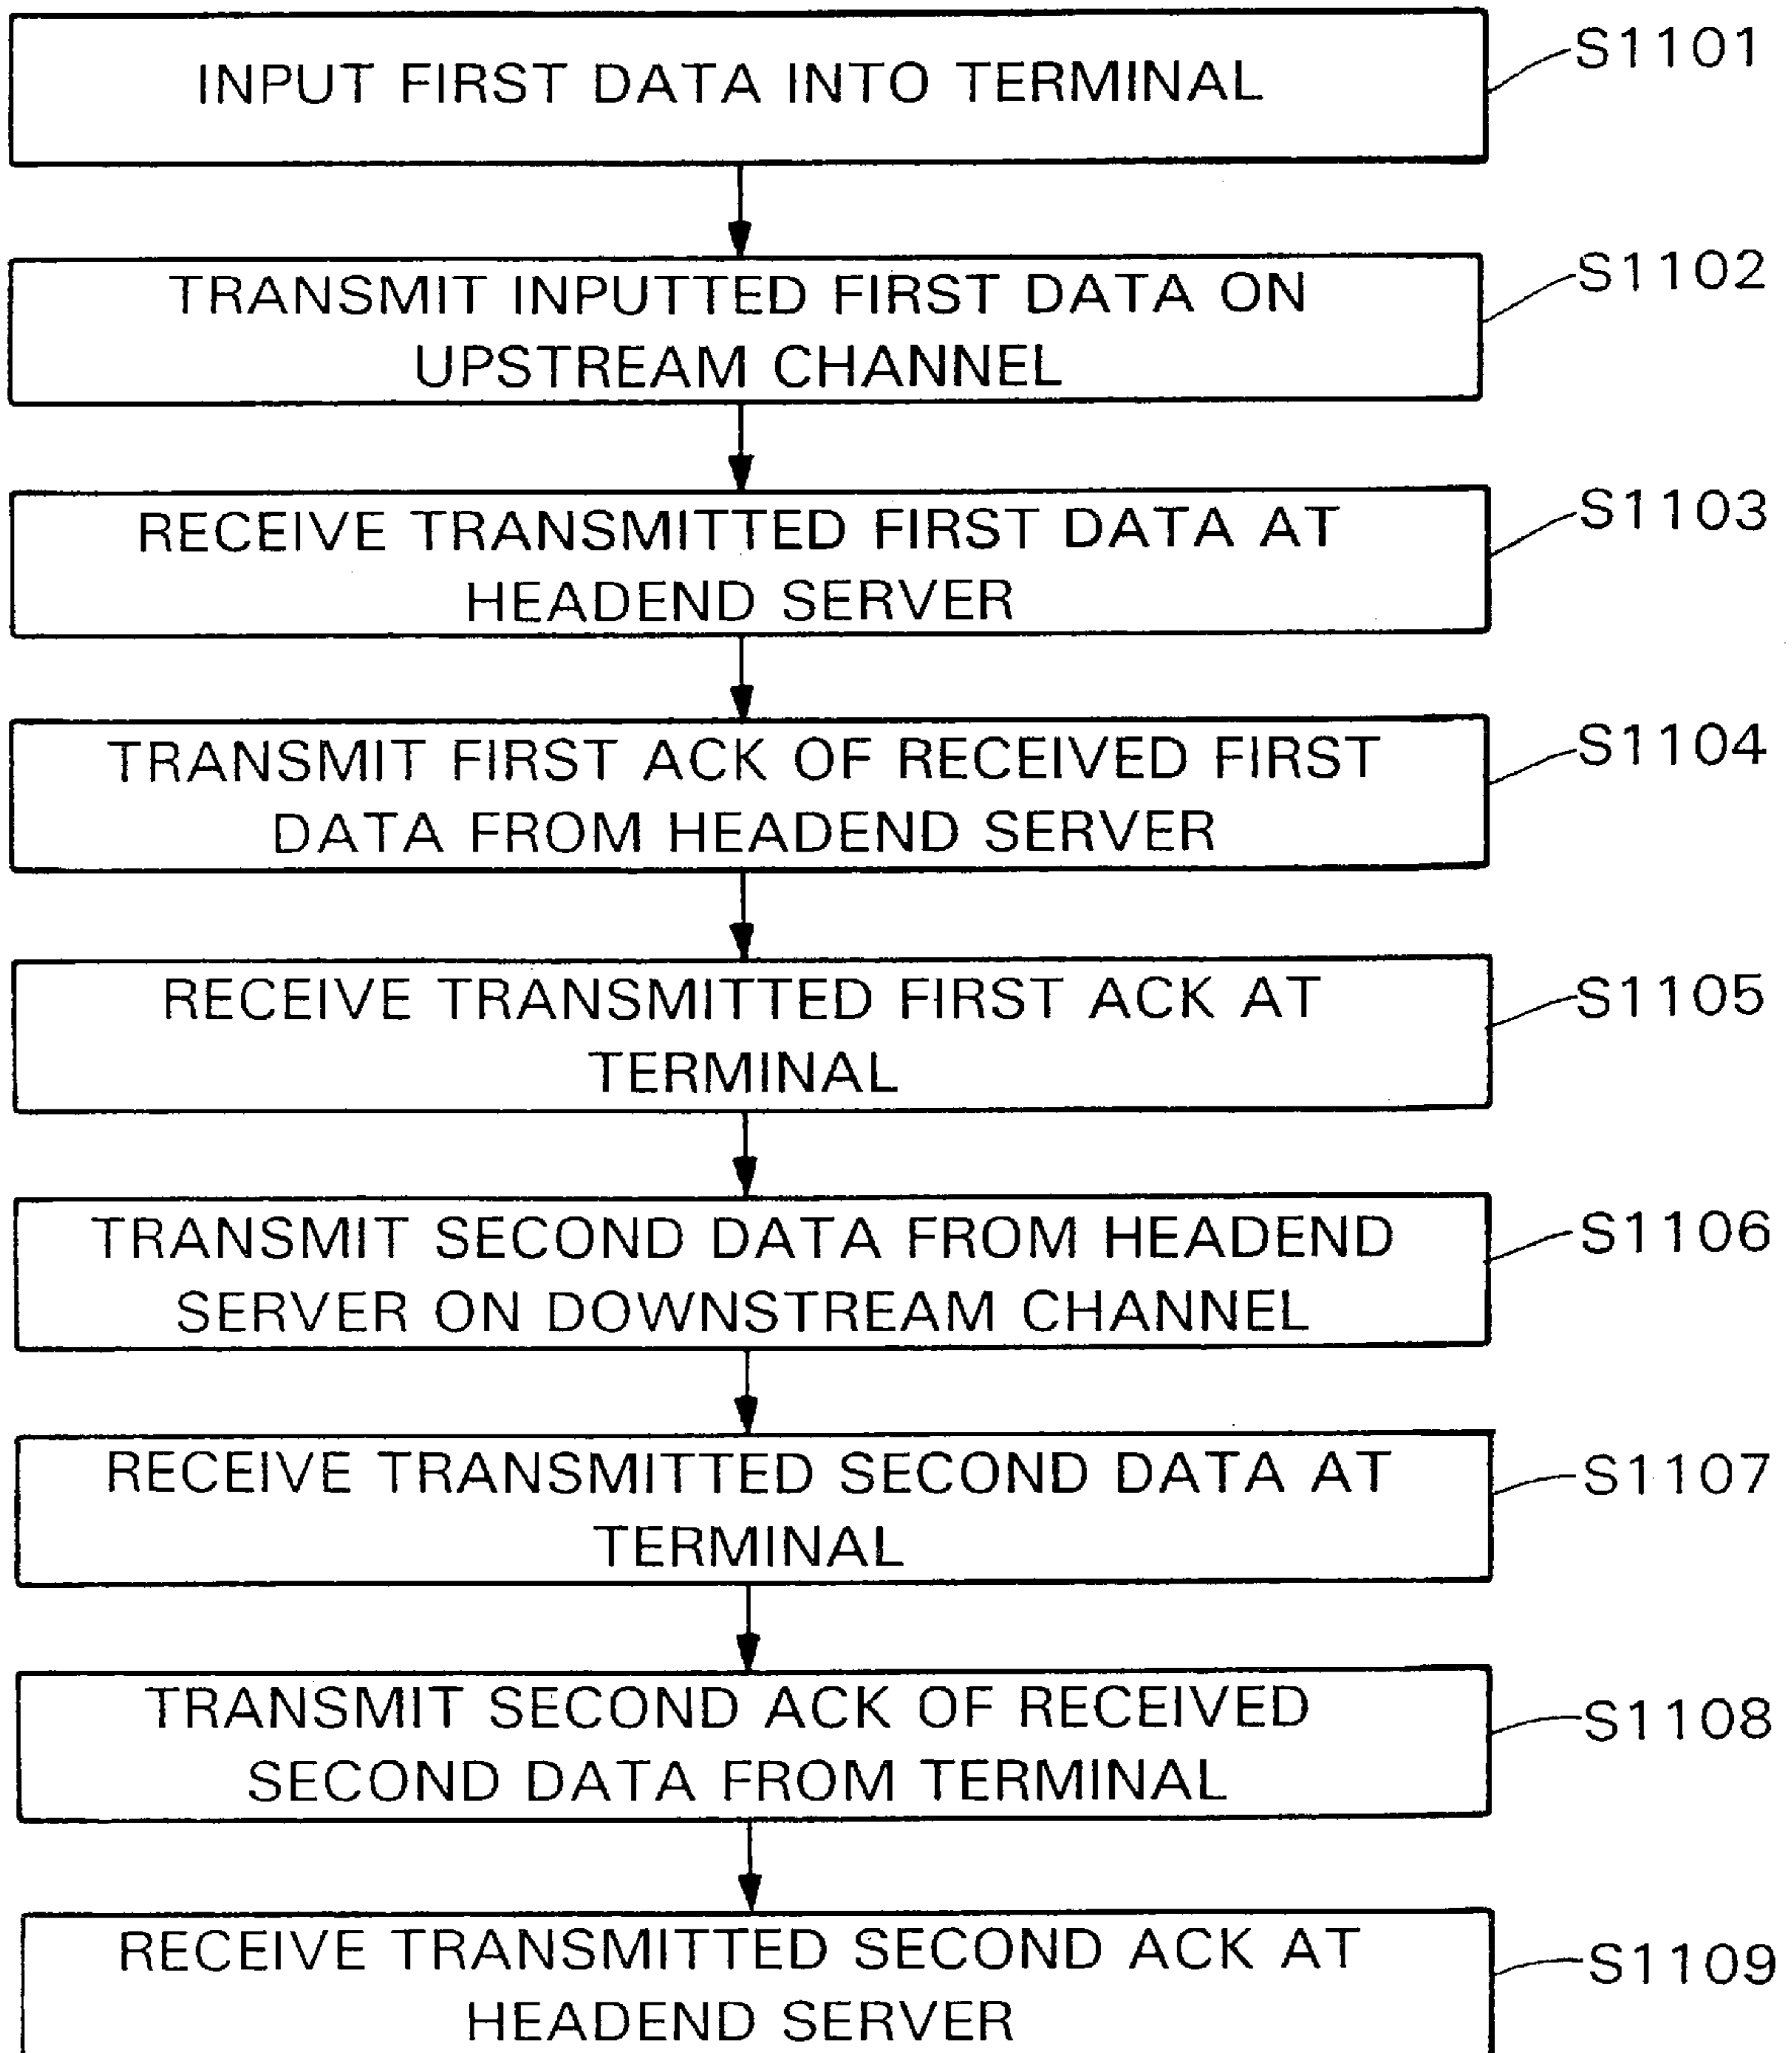 INPUT FIRST DATA INTO TERMINAL
S1101
TRANSMIT INPUTTED FIRST DATA ON
UPSTREAM CHANNEL
S1102
RECEIVE TRANSMITTED FIRST DATA AT
HEADEND SERVER
S1103
TRANSMIT FIRST ACK OF RECEIVED FIRST
DATA FROM HEADEND SERVER
S1104
RECEIVE TRANSMITTED FIRST ACK AT
TERMINAL
S1105
TRANSMIT SECOND DATA FROM HEADEND
SERVER ON DOWNSTREAM CHANNEL
S1106
RECEIVE TRANSMITTED SECOND DATA AT
TERMINAL
S1107
TRANSMIT SECOND ACK OF RECEIVED
SECOND DATA FROM TERMINAL
S1108
RECEIVE TRANSMITTED SECOND ACK AT
HEADEND SERVER
S1109